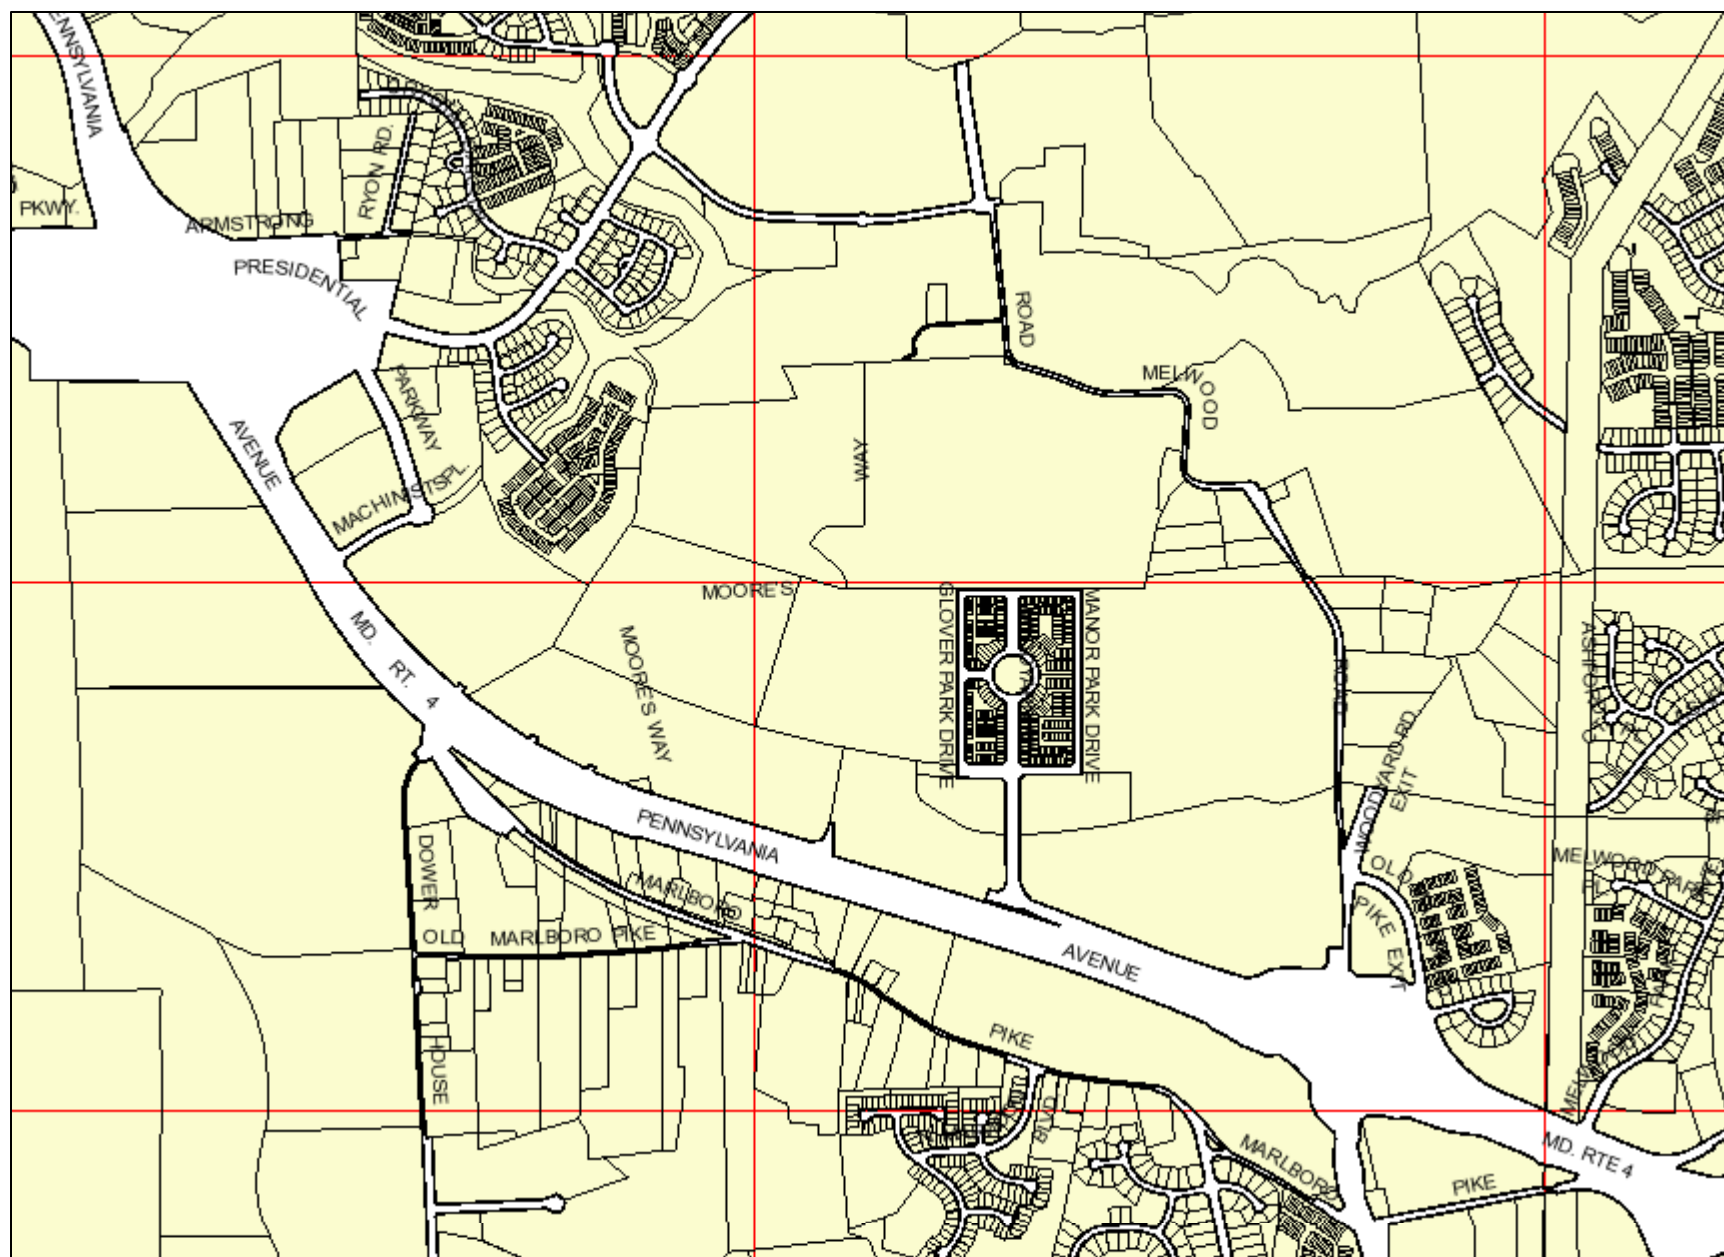 PENNSYLVANIA
PKWY.
RYON RD.
ARMSTRONG
PRESIDENTIAL
PARKWAY
ROAD
MELWOOD
AVENUE
WAY
MACHINISTS PL.
MOORE'S
MD. RT. 4
MOORE'S WAY
GLOVER PARK DRIVE
MANOR PARK DRIVE
ROAD
WOODYARD RD
EXIT
PENNSYLVANIA
DOWER
MARLBORO
OLD MARLBORO PIKE
OLD
PIKE EXIT
MELWOOD PARK
PL.
AVENUE
HOUSE
PIKE
BLVD.
MARLBORO
PIKE
MD. RTE 4